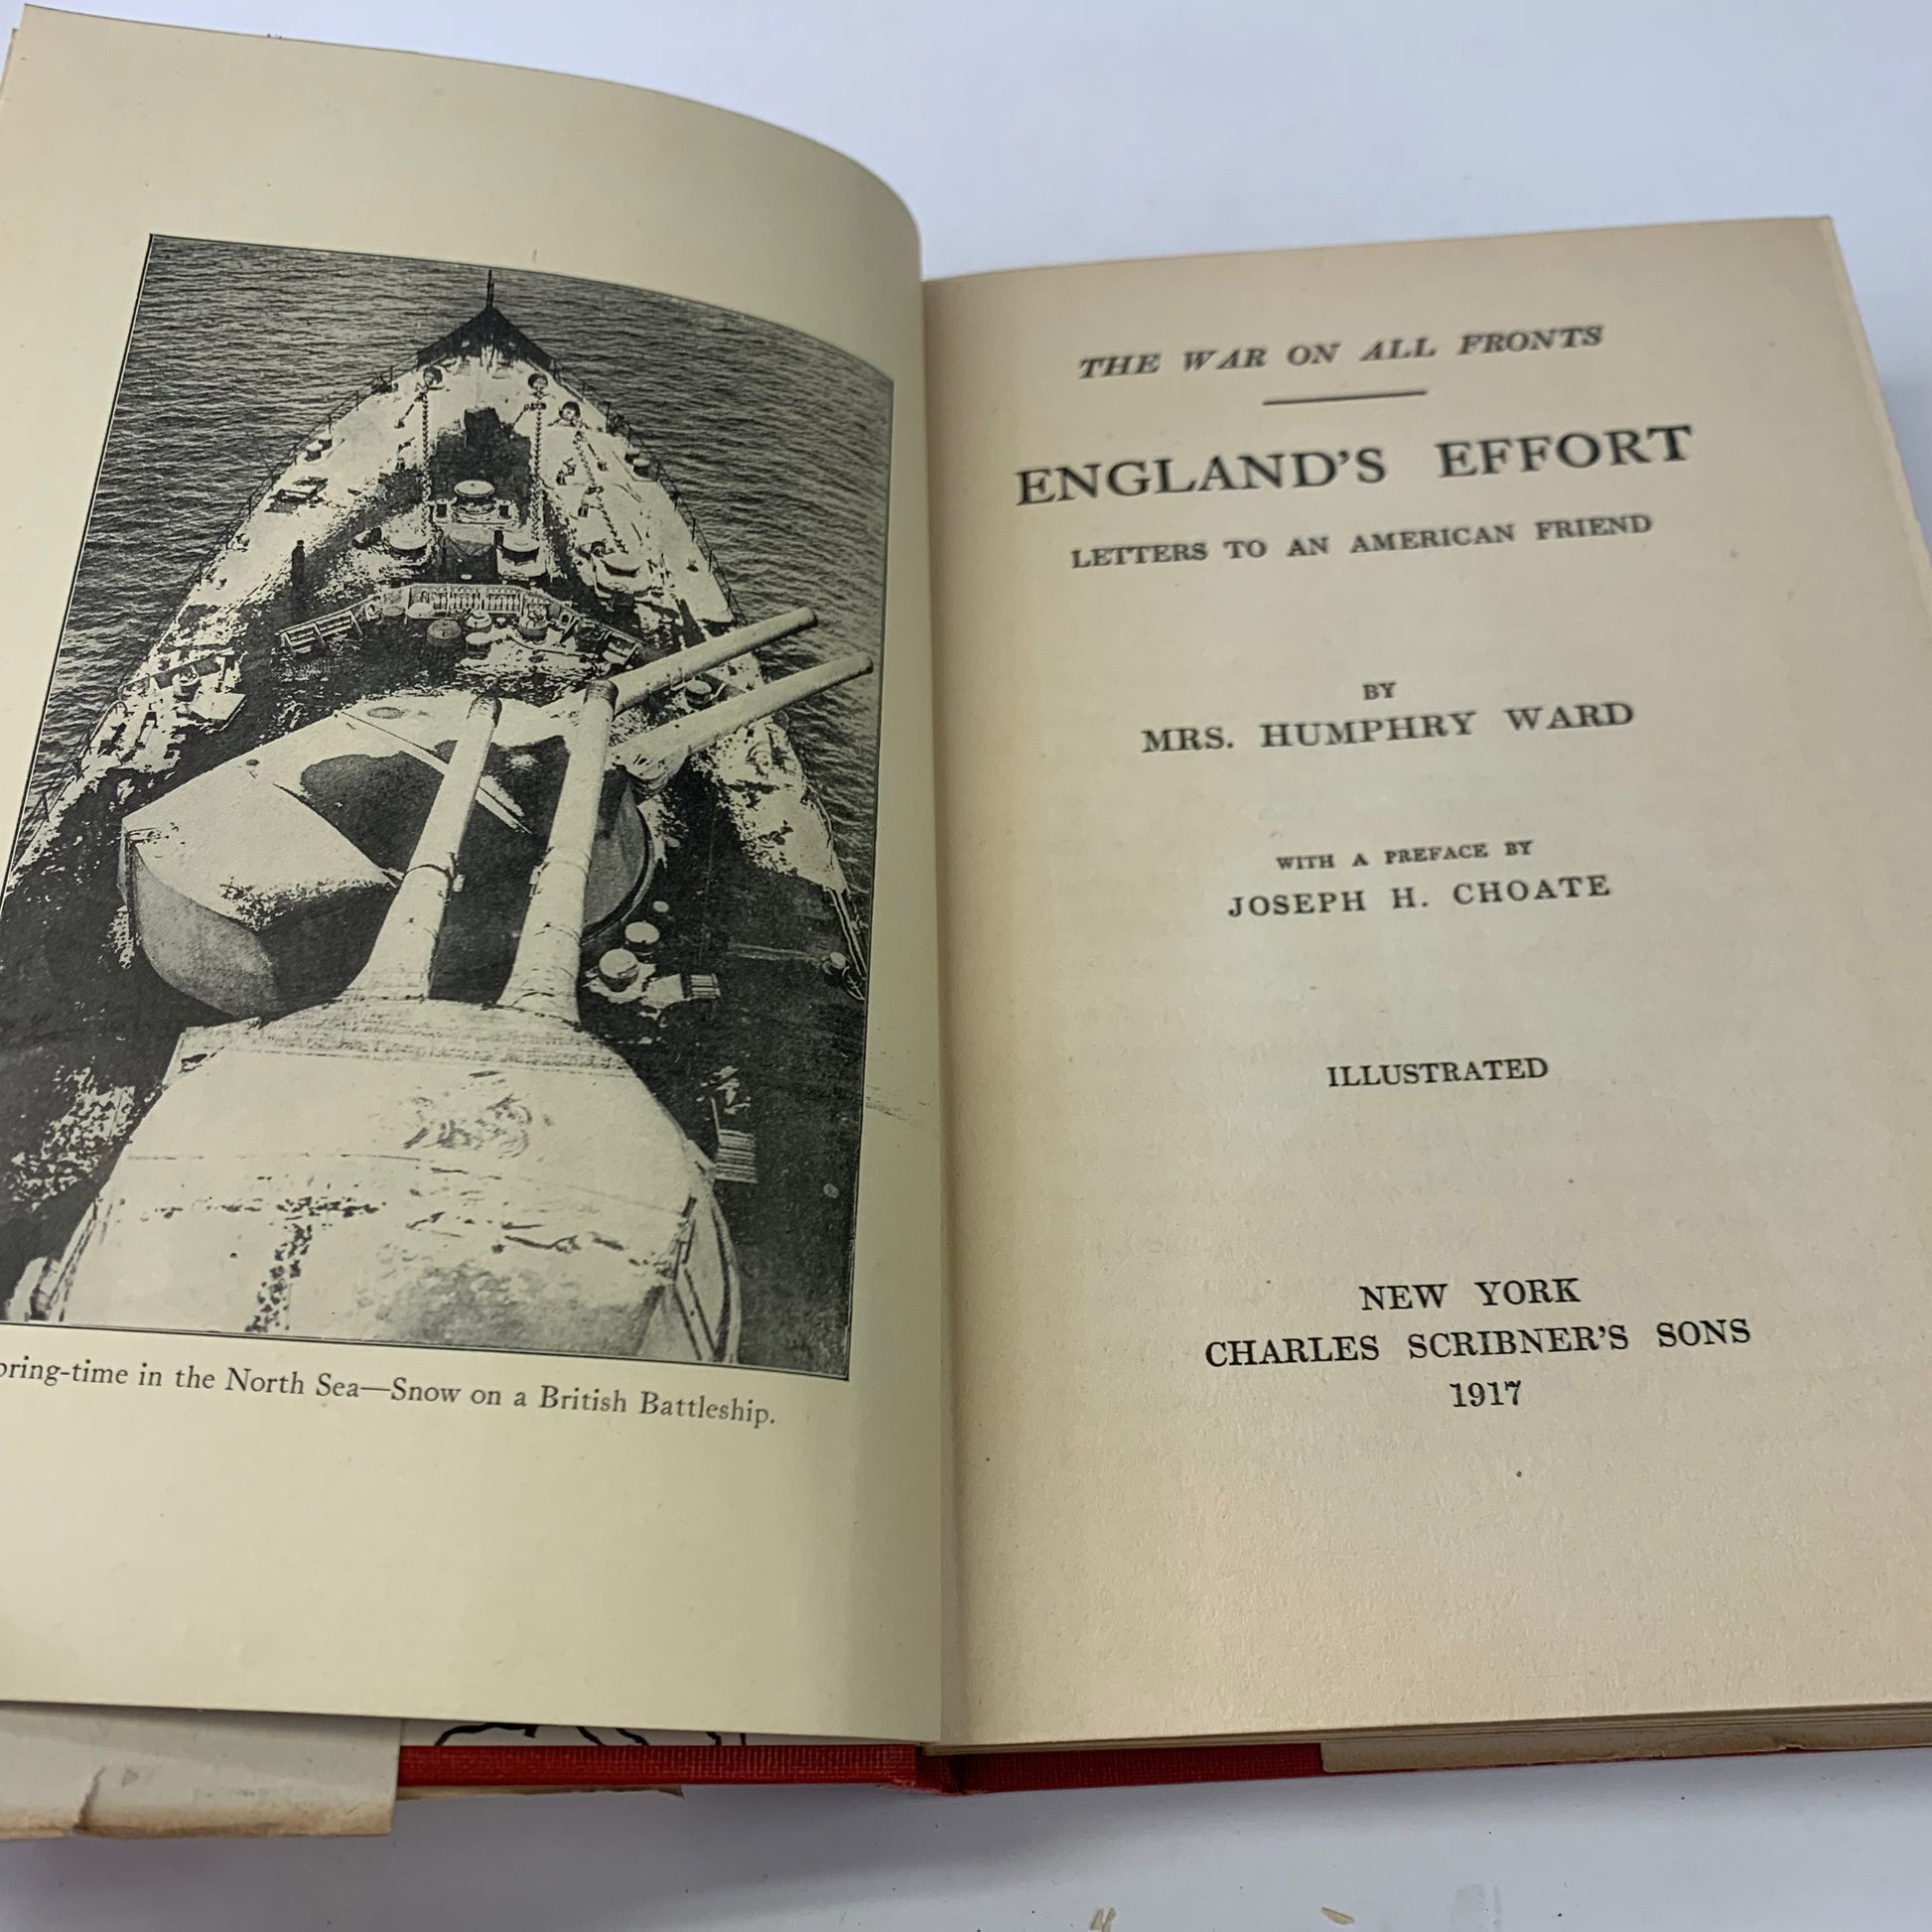 pring-time in the North Sea—Snow on a British Battleship.
THE WAR ON ALL FRONTS
ENGLAND'S EFFORT
LETTERS TO AN AMERICAN FRIEND
BY
MRS. HUMPHRY WARD
WITH A PREFACE BY
JOSEPH H. CHOATE
ILLUSTRATED
NEW YORK
CHARLES SCRIBNER'S SONS
1917